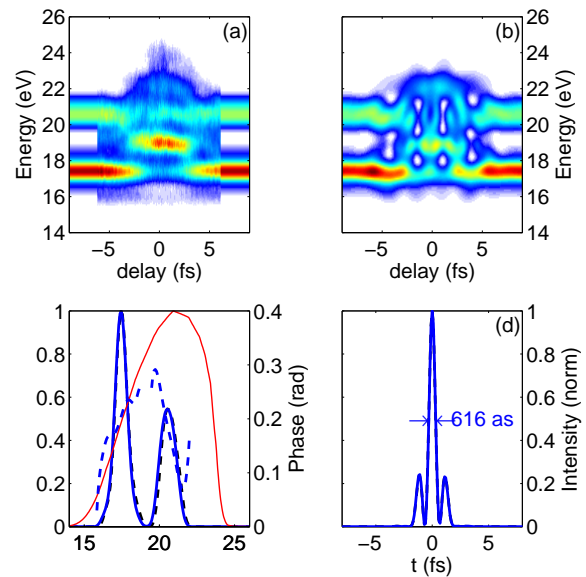 (a)
Energy (eV)
26
24
22
20
18
16
14
−5 0 5
delay (fs)
(b)
Energy (eV)
26
24
22
20
18
16
14
−5 0 5
delay (fs)
1
0.8
0.6
0.4
0.2
0
0.4
0.3
0.2
0.1
0
Phase (rad)
15 20 25
(d)
616 as
1
0.8
0.6
0.4
0.2
0
Intensity (norm)
−5 0 5
t (fs)